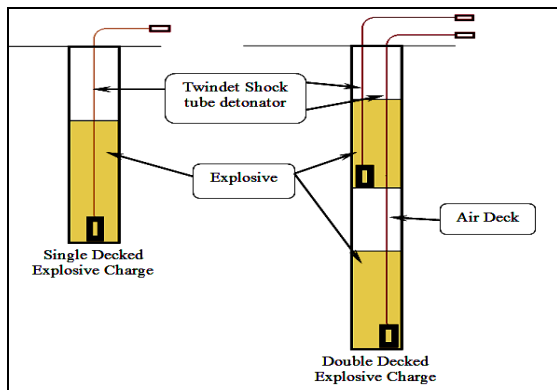 Twindet Shock
tube detonator
Explosive
Air Deck
Single Decked
Explosive Charge
Double Decked
Explosive Charge